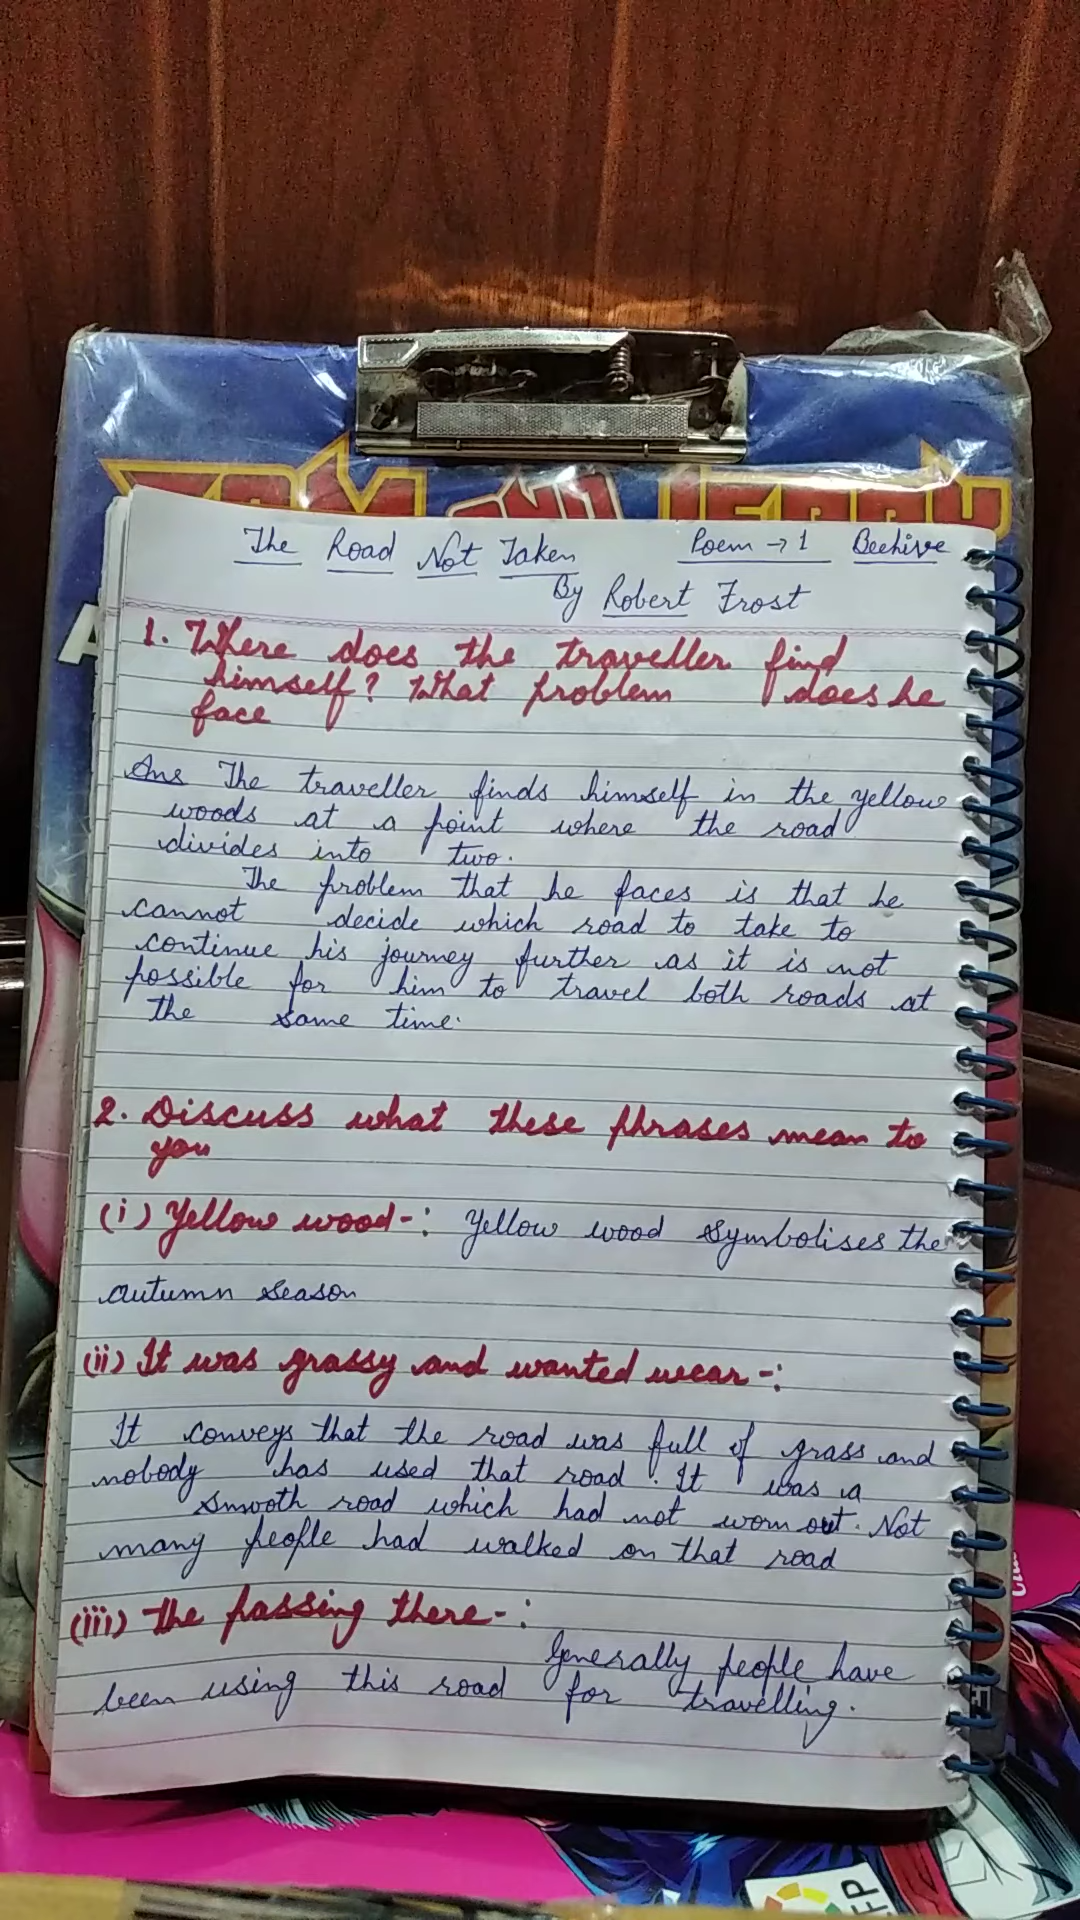 TOM AND JERRY
A
The Road Not Taken Poem → 1 Beehive
By Robert Frost
1. Where does the traveller find
himself? What problem does he
face
Ans The traveller finds himself in the yellow
woods at a point where the road
divides into two.
The problem that he faces is that he
cannot decide which road to take to
continue his journey further as it is not
possible for him to travel both roads at
the same time.
2. Discuss what these phrases mean to
you
(i) Yellow wood-: Yellow wood symbolises the
autumn season
(ii) It was grassy and wanted wear-:
It conveys that the road was full of grass and
nobody has used that road. It was a
smooth road which had not worn out. Not
many people had walked on that road
(iii) The passing there-:
Generally people have
been using this road for travelling.
FP